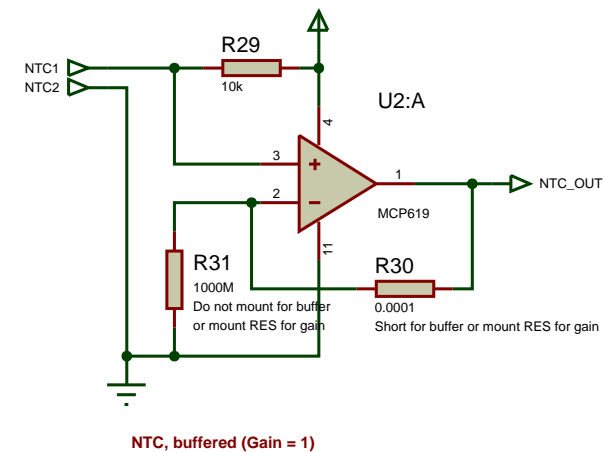 R29
NTC1
NTC2
10k
U2:A
4
3
+
1
2
−
NTC_OUT
MCP619
11
R31
1000M
Do not mount for buffer
or mount RES for gain
R30
0.0001
Short for buffer or mount RES for gain
NTC, buffered (Gain = 1)